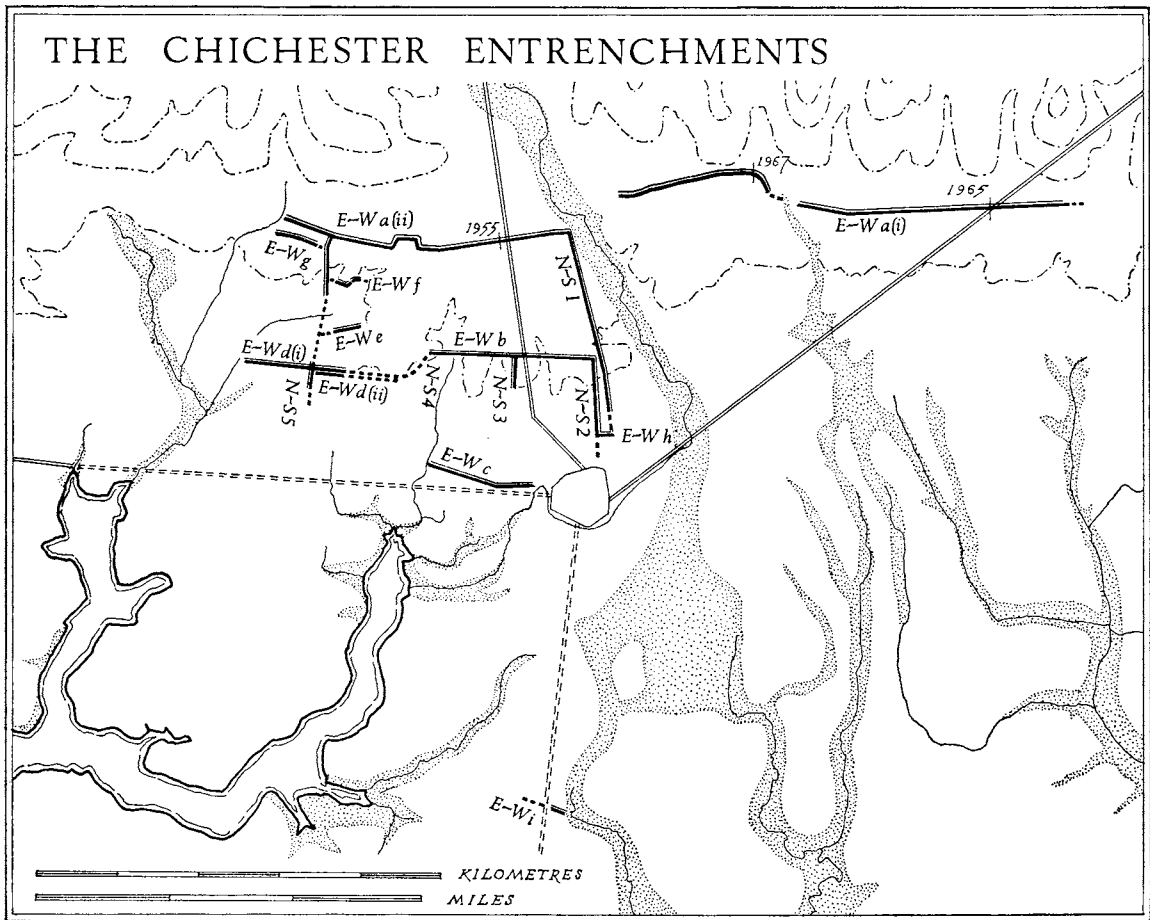 THE CHICHESTER ENTRENCHMENTS
1967
1965
E–W a(i)
E–W a(ii)
1955
E–W g
E–W f
N–S 1
E–W e
E–W b
E–W d(i)
E–W d(ii)
N–S 5
N–S 4
N–S 3
N–S 2
E–W h
E–W c
E–W i
KILOMETRES
MILES